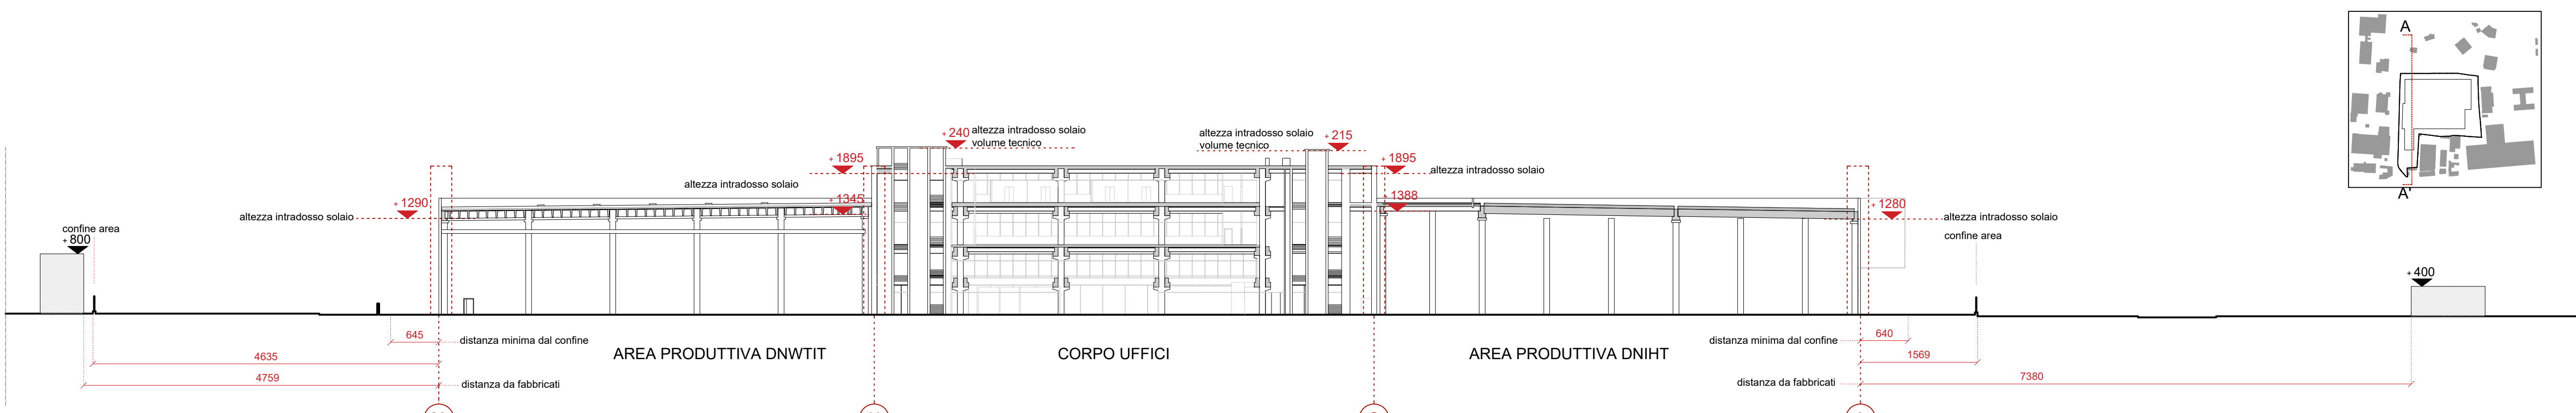 A
+ 240 altezza intradosso solaio
volume tecnico
altezza intradosso solaio + 215
volume tecnico
+ 1895
+ 1895
altezza intradosso solaio
altezza intradosso solaio
+ 1345
+ 1388
+ 1290
+ 1280
altezza intradosso solaio
altezza intradosso solaio
A'
confine area
+ 800
confine area
+ 400
645
distanza minima dal confine
distanza minima dal confine
640
4635
AREA PRODUTTIVA DNWTIT
CORPO UFFICI
AREA PRODUTTIVA DNIHT
1569
4759
distanza da fabbricati
distanza da fabbricati
7380